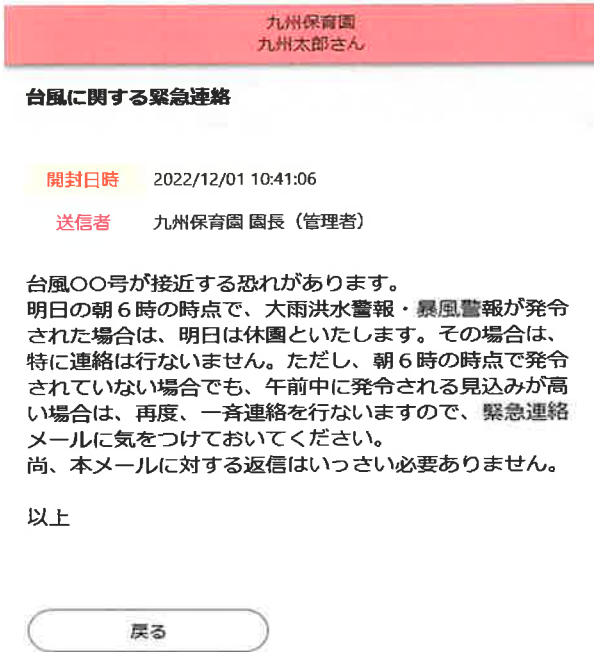 九州保育園
九州太郎さん
台風に関する緊急連絡
開封日時 2022/12/01 10:41:06
送信者 九州保育園 園長（管理者）
台風〇〇号が接近する恐れがあります。
明日の朝６時の時点で、大雨洪水警報・暴風警報が発令
された場合は、明日は休園といたします。その場合は、
特に連絡は行ないません。ただし、朝６時の時点で発令
されていない場合でも、午前中に発令される見込みが高
い場合は、再度、一斉連絡を行ないますので、緊急連絡
メールに気をつけておいてください。
尚、本メールに対する返信はいっさい必要ありません。
以上
戻る